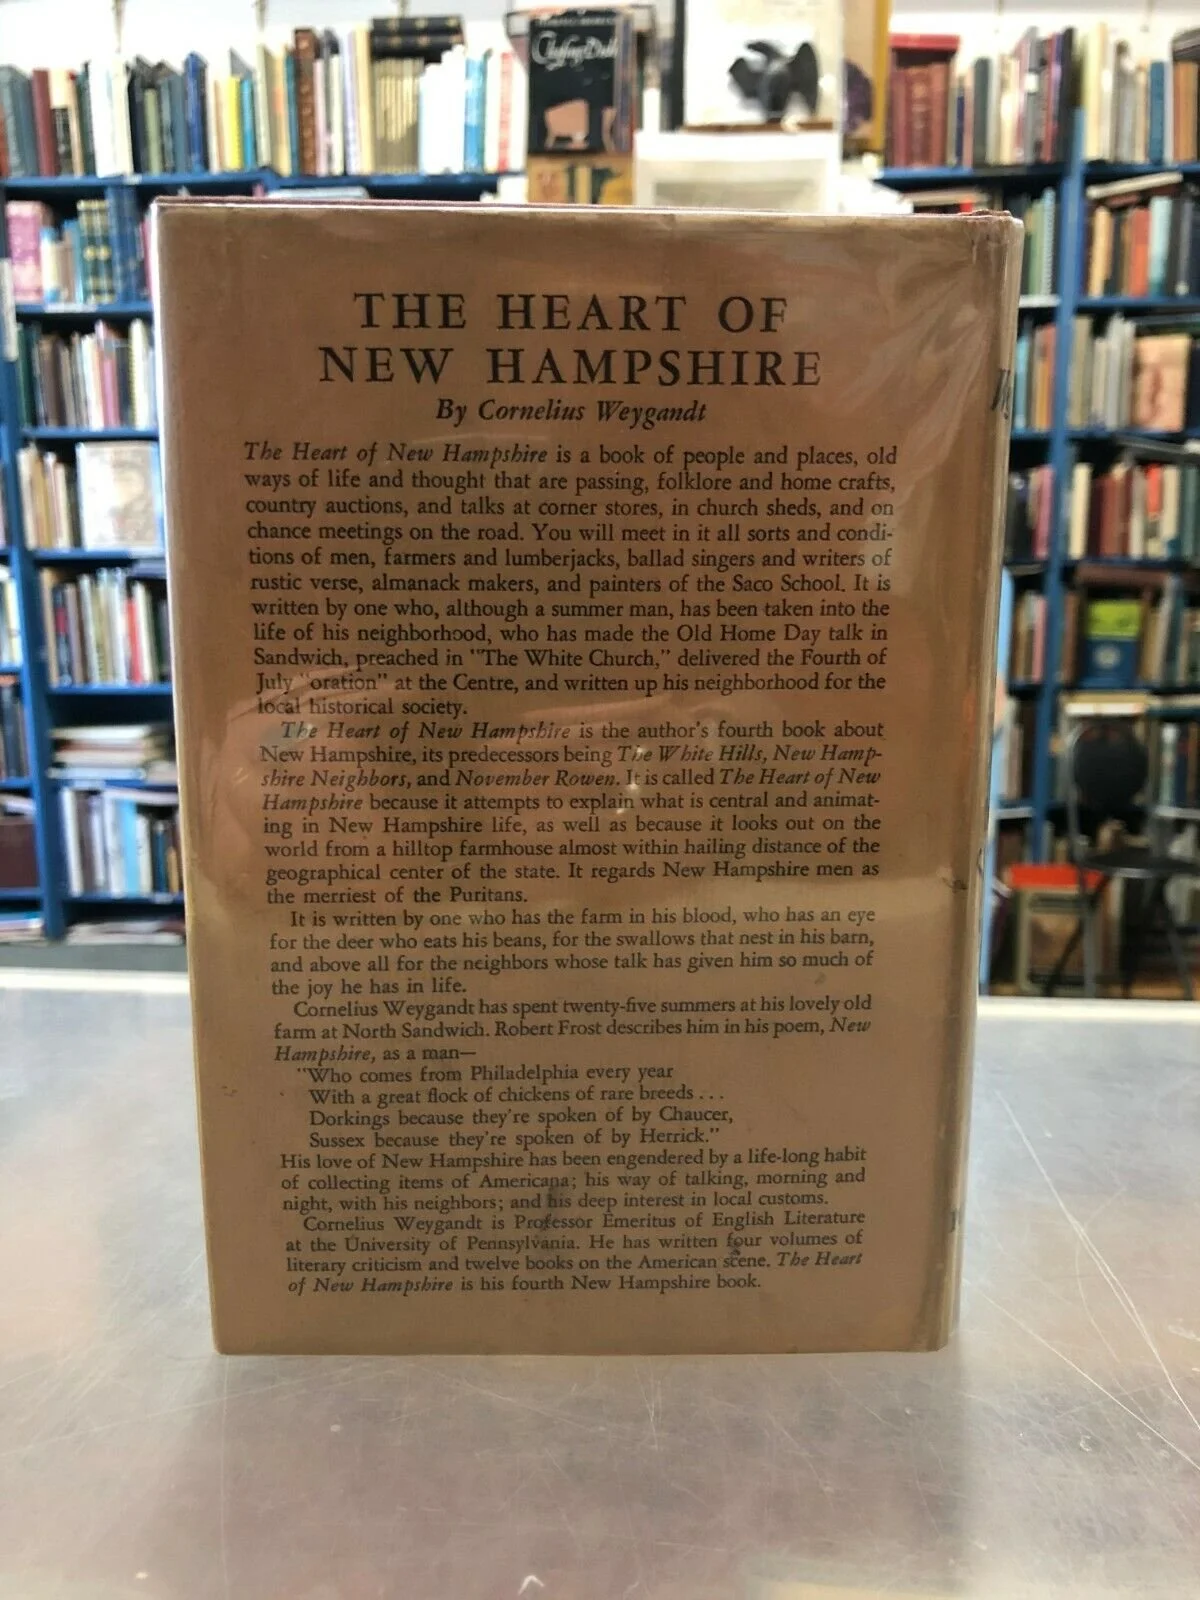 THE HEART OF
NEW HAMPSHIRE
By Cornelius Weygandt
The Heart of New Hampshire is a book of people and places, old
ways of life and thought that are passing, folklore and home crafts,
country auctions, and talks at corner stores, in church sheds, and on
chance meetings on the road. You will meet in it all sorts and condi-
tions of men, farmers and lumberjacks, ballad singers and writers of
rustic verse, almanack makers, and painters of the Saco School. It is
written by one who, although a summer man, has been taken into the
life of his neighborhood, who has made the Old Home Day talk in
Sandwich, preached in "The White Church," delivered the Fourth of
July "oration" at the Centre, and written up his neighborhood for the
local historical society.
The Heart of New Hampshire is the author's fourth book about
New Hampshire, its predecessors being The White Hills, New Hamp-
shire Neighbors, and November Rowen. It is called The Heart of New
Hampshire because it attempts to explain what is central and animat-
ing in New Hampshire life, as well as because it looks out on the
world from a hilltop farmhouse almost within hailing distance of the
geographical center of the state. It regards New Hampshire men as
the merriest of the Puritans.
It is written by one who has the farm in his blood, who has an eye
for the deer who eats his beans, for the swallows that nest in his barn,
and above all for the neighbors whose talk has given him so much of
the joy he has in life.
Cornelius Weygandt has spent twenty-five summers at his lovely old
farm at North Sandwich. Robert Frost describes him in his poem, New
Hampshire, as a man—
"Who comes from Philadelphia every year
With a great flock of chickens of rare breeds . . .
Dorkings because they're spoken of by Chaucer,
Sussex because they're spoken of by Herrick."
His love of New Hampshire has been engendered by a life-long habit
of collecting items of Americana; his way of talking, morning and
night, with his neighbors; and his deep interest in local customs.
Cornelius Weygandt is Professor Emeritus of English Literature
at the University of Pennsylvania. He has written four volumes of
literary criticism and twelve books on the American scene. The Heart
of New Hampshire is his fourth New Hampshire book.